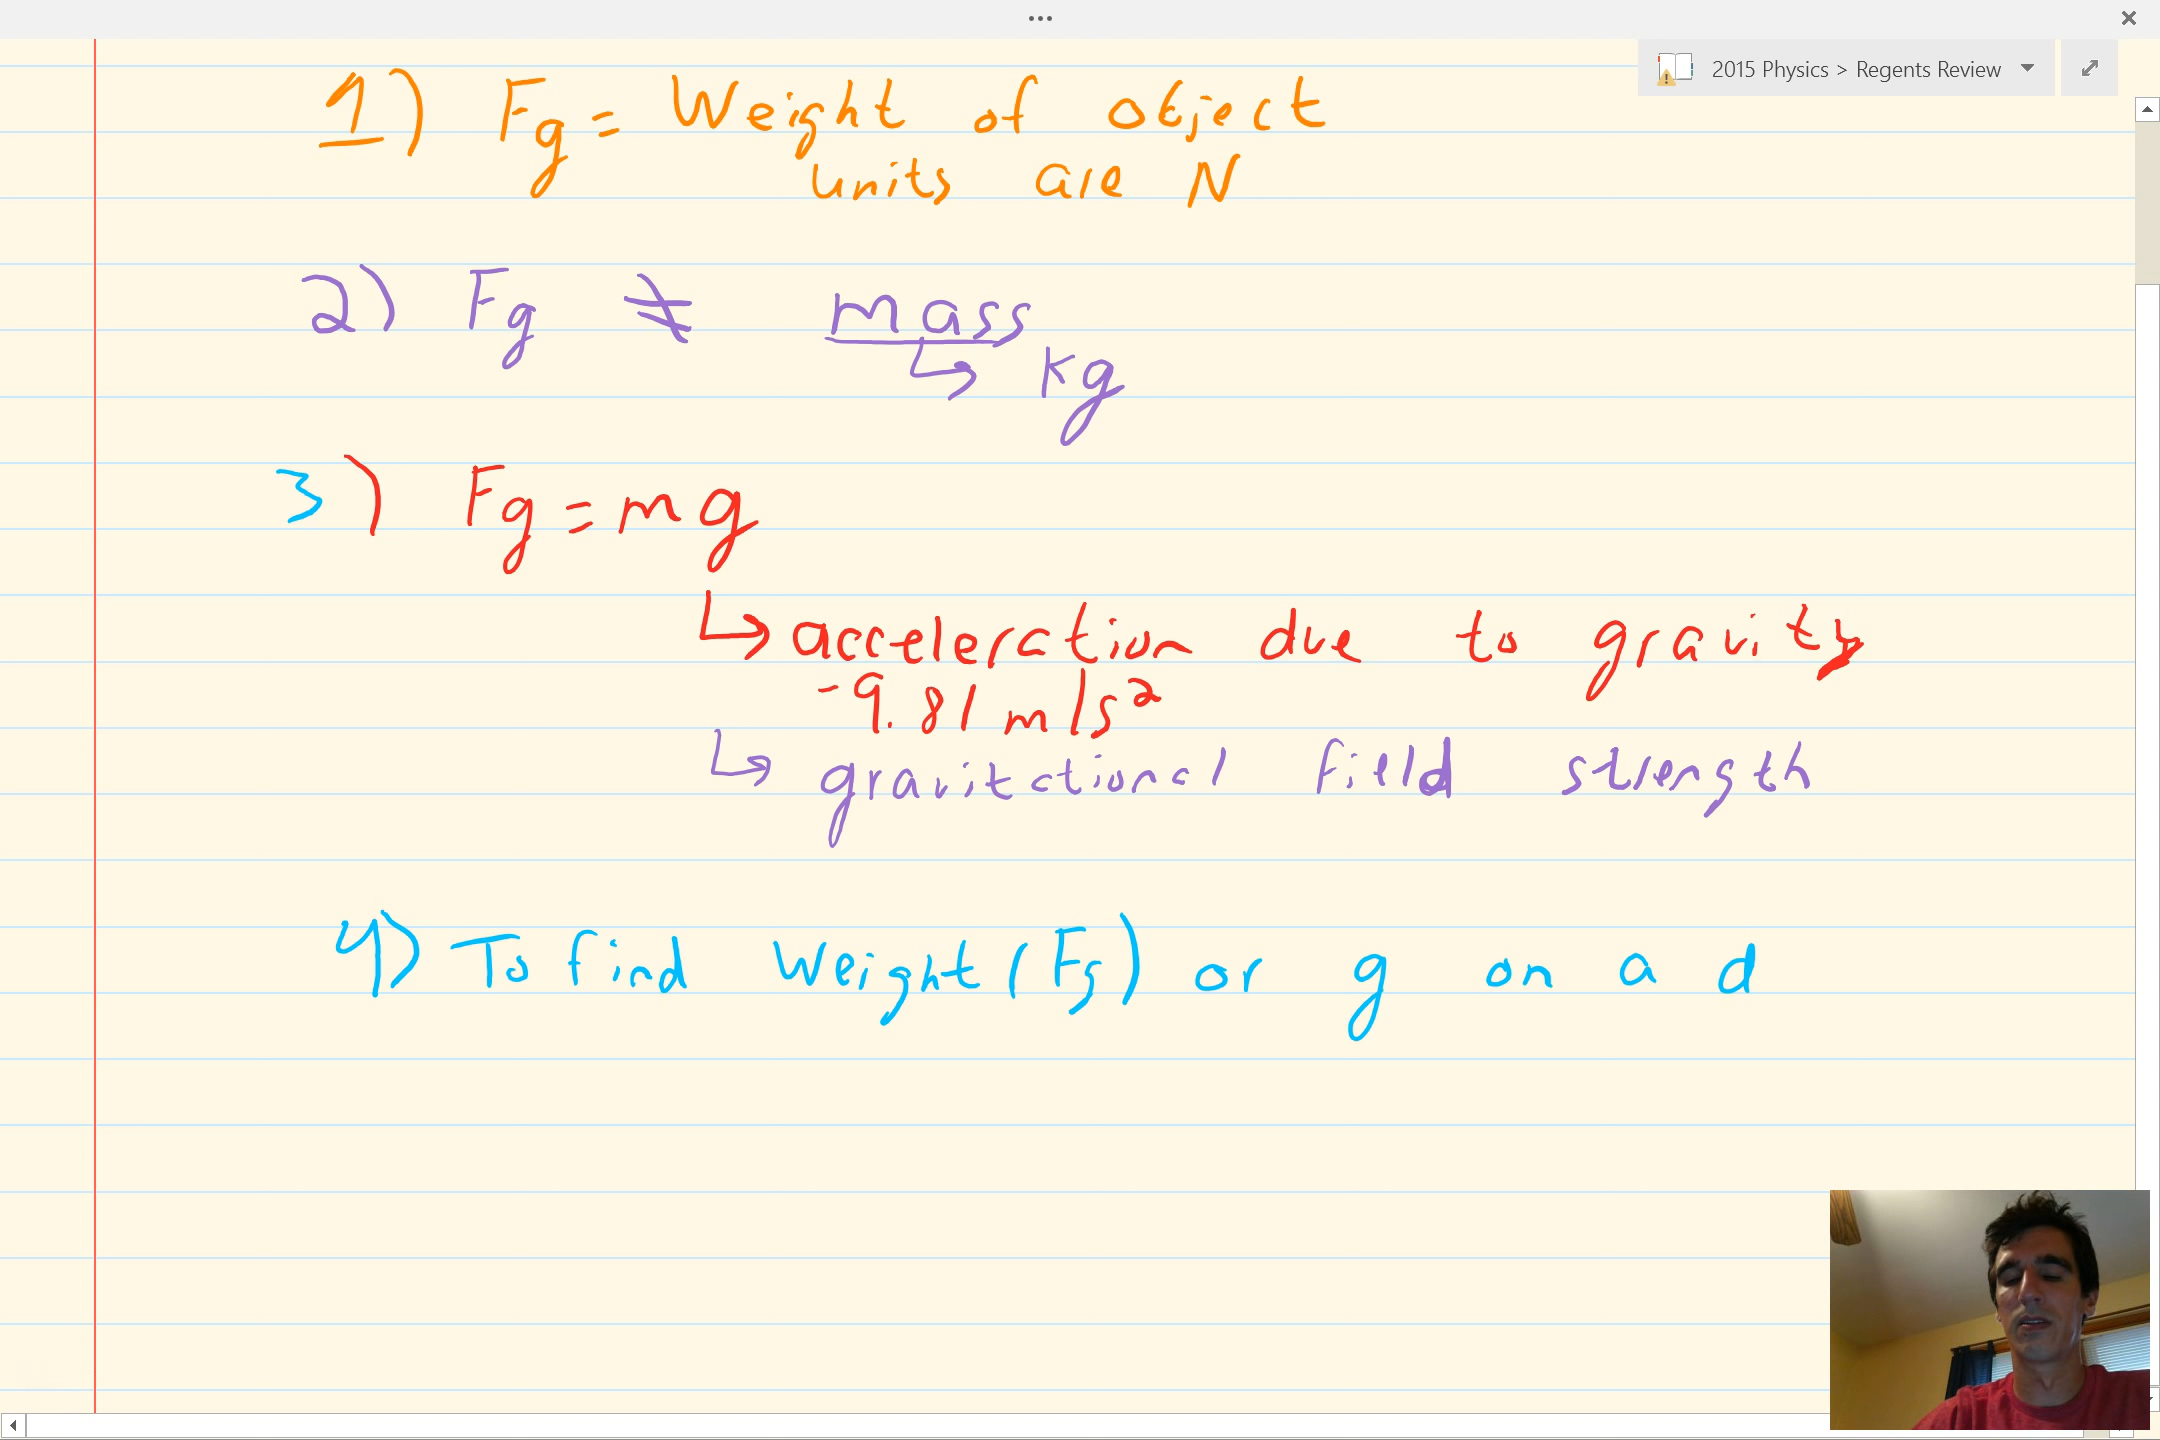 2015 Physics > Regents Review
1) Fg = Weight of object
units are N
2) Fg ≠ mass
↳ kg
3) Fg = mg
↳ acceleration due to gravity
-9.81 m/s²
↳ gravitational field strength
4) To find Weight (Fg) or g on a d